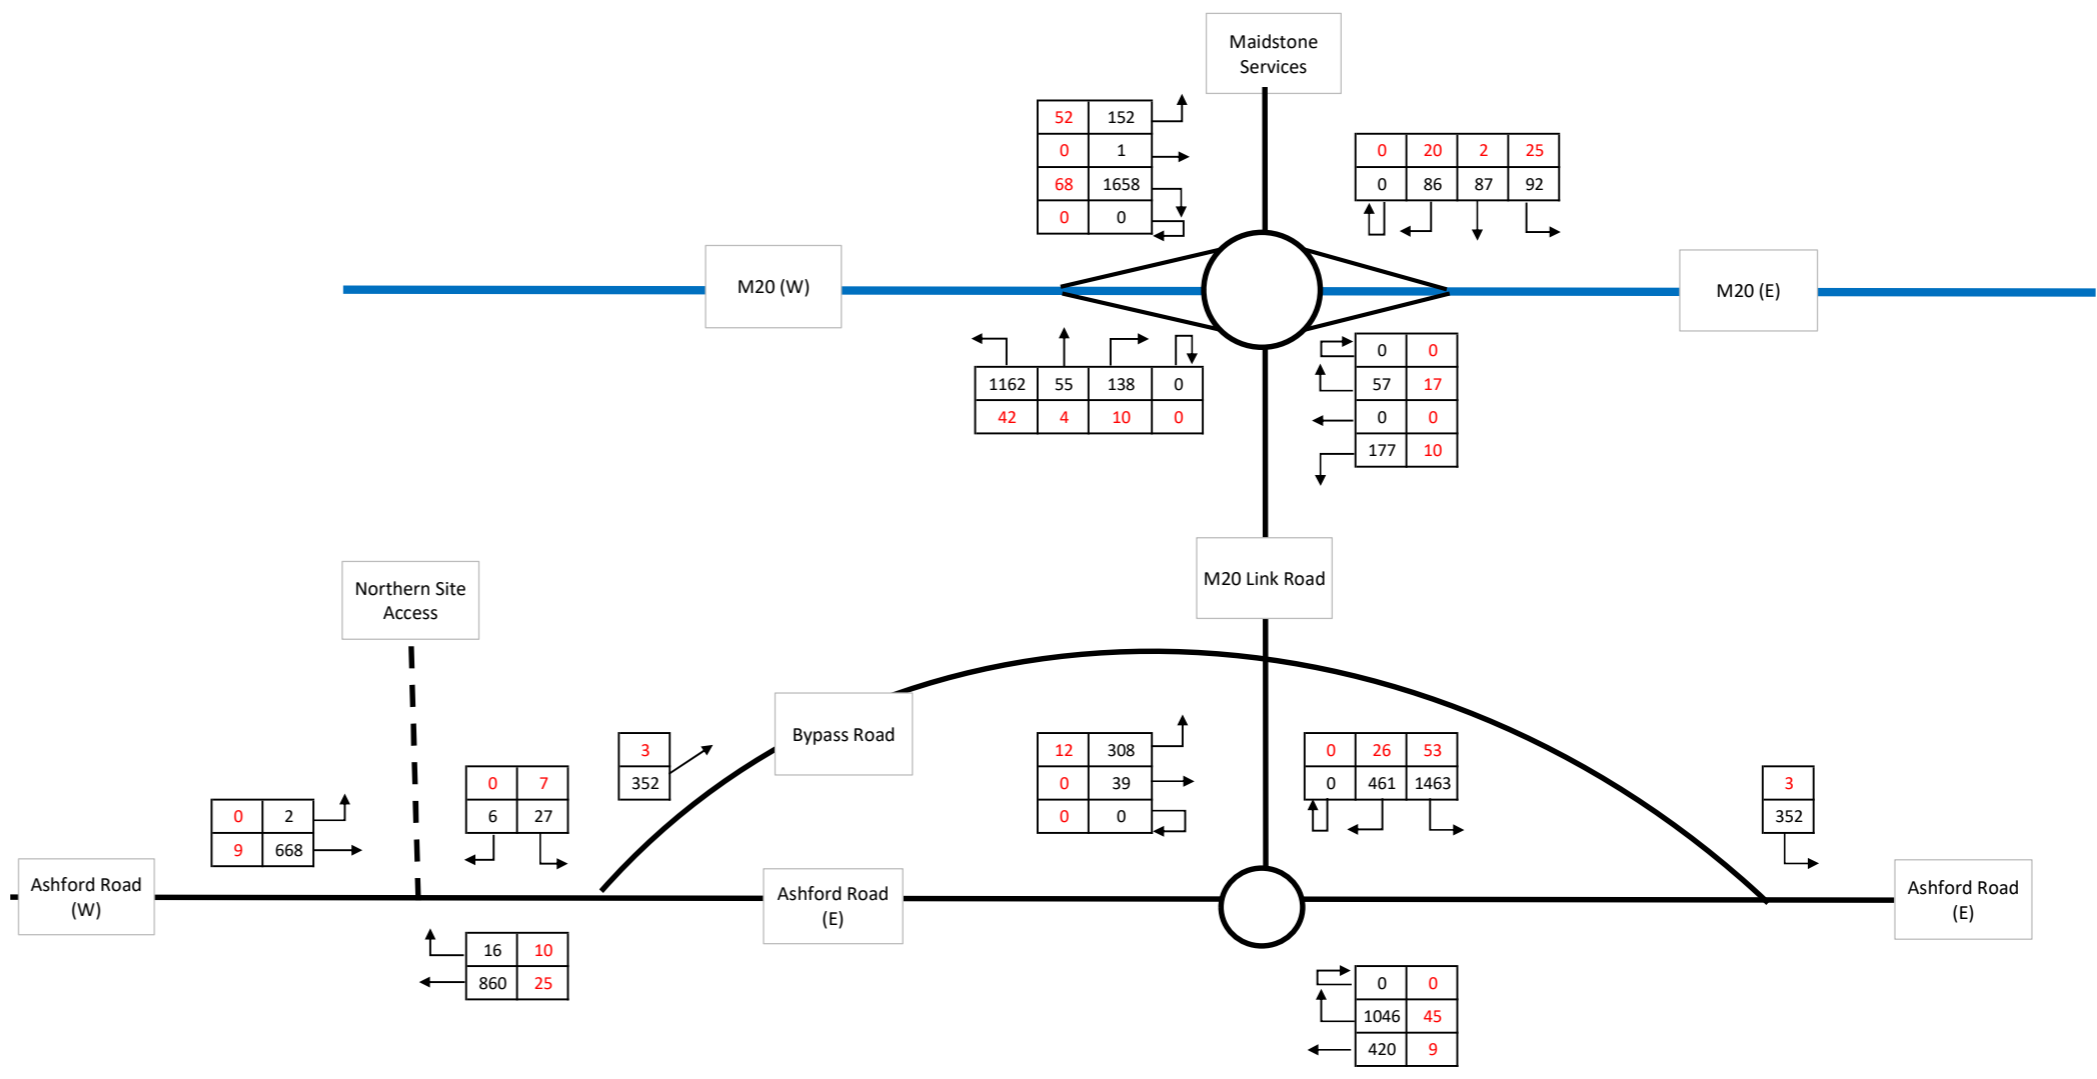 Maidstone
Services
52 152
0 1
68 1658
0 0
0 20 2 25
0 86 87 92
M20 (W)
M20 (E)
1162 55 138 0
42 4 10 0
0 0
57 17
0 0
177 10
M20 Link Road
Northern Site
Access
Bypass Road
3
352
12 308
0 39
0 0
0 26 53
0 461 1463
3
352
0 7
6 27
0 2
9 668
Ashford Road
(W)
Ashford Road
(E)
Ashford Road
(E)
16 10
860 25
0 0
1046 45
420 9